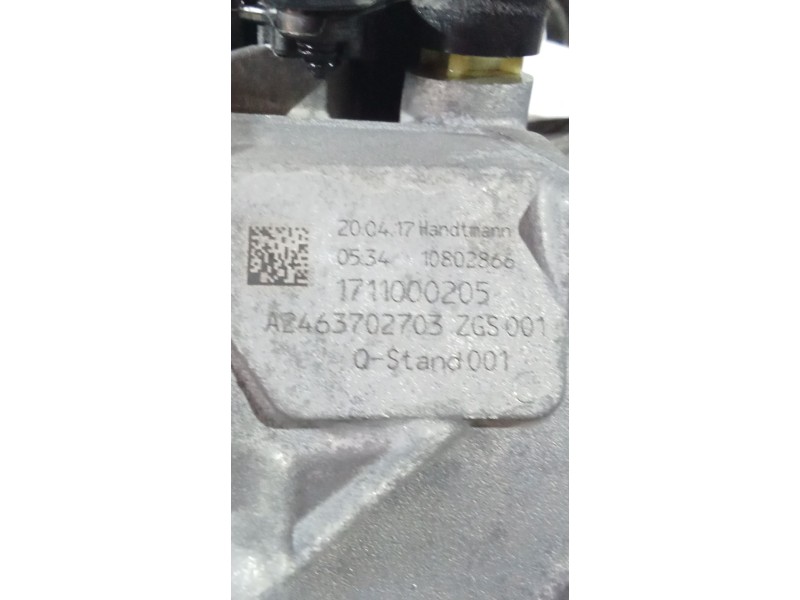 20.04.17 Handtmann
05.34 10802866
1711000205
A2463702703 ZGS 001
Q-Stand 001